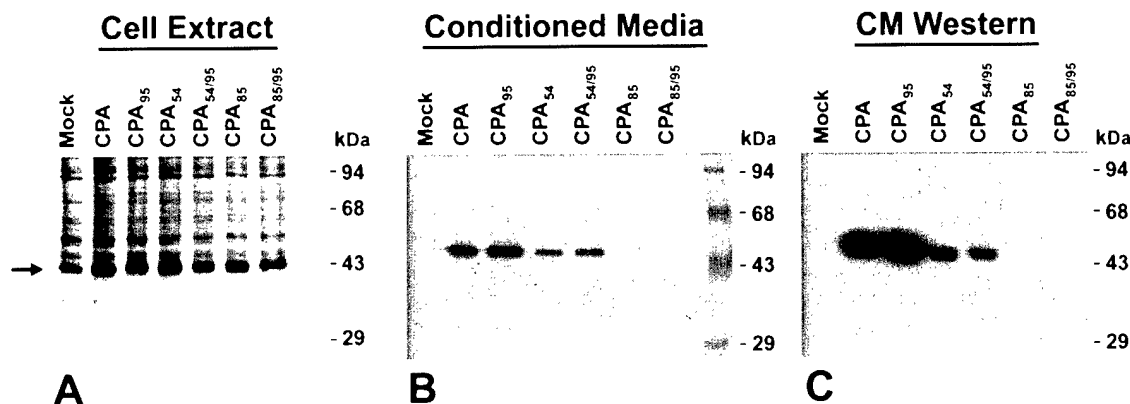 Cell Extract
Mock CPA CPA95 CPA54 CPA54/95 CPA85 CPA85/95
kDa
- 94
- 68
- 43
- 29
A
Conditioned Media
Mock CPA CPA95 CPA54 CPA54/95 CPA85 CPA85/95
kDa
- 94
- 68
- 43
- 29
B
CM Western
Mock CPA CPA95 CPA54 CPA54/95 CPA85 CPA85/95
kDa
- 94
- 68
- 43
- 29
C